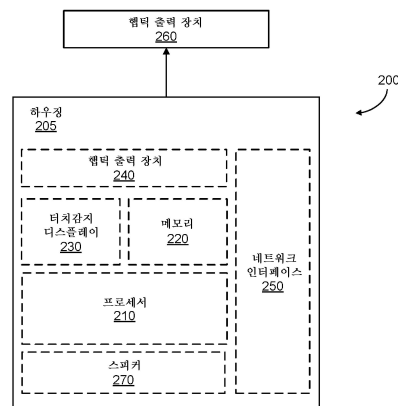 햅틱 출력 장치
260
200
하우징
205
햅틱 출력 장치
240
터치감지
디스플레이
230
메모리
220
네트워크
인터페이스
250
프로세서
210
스피커
270